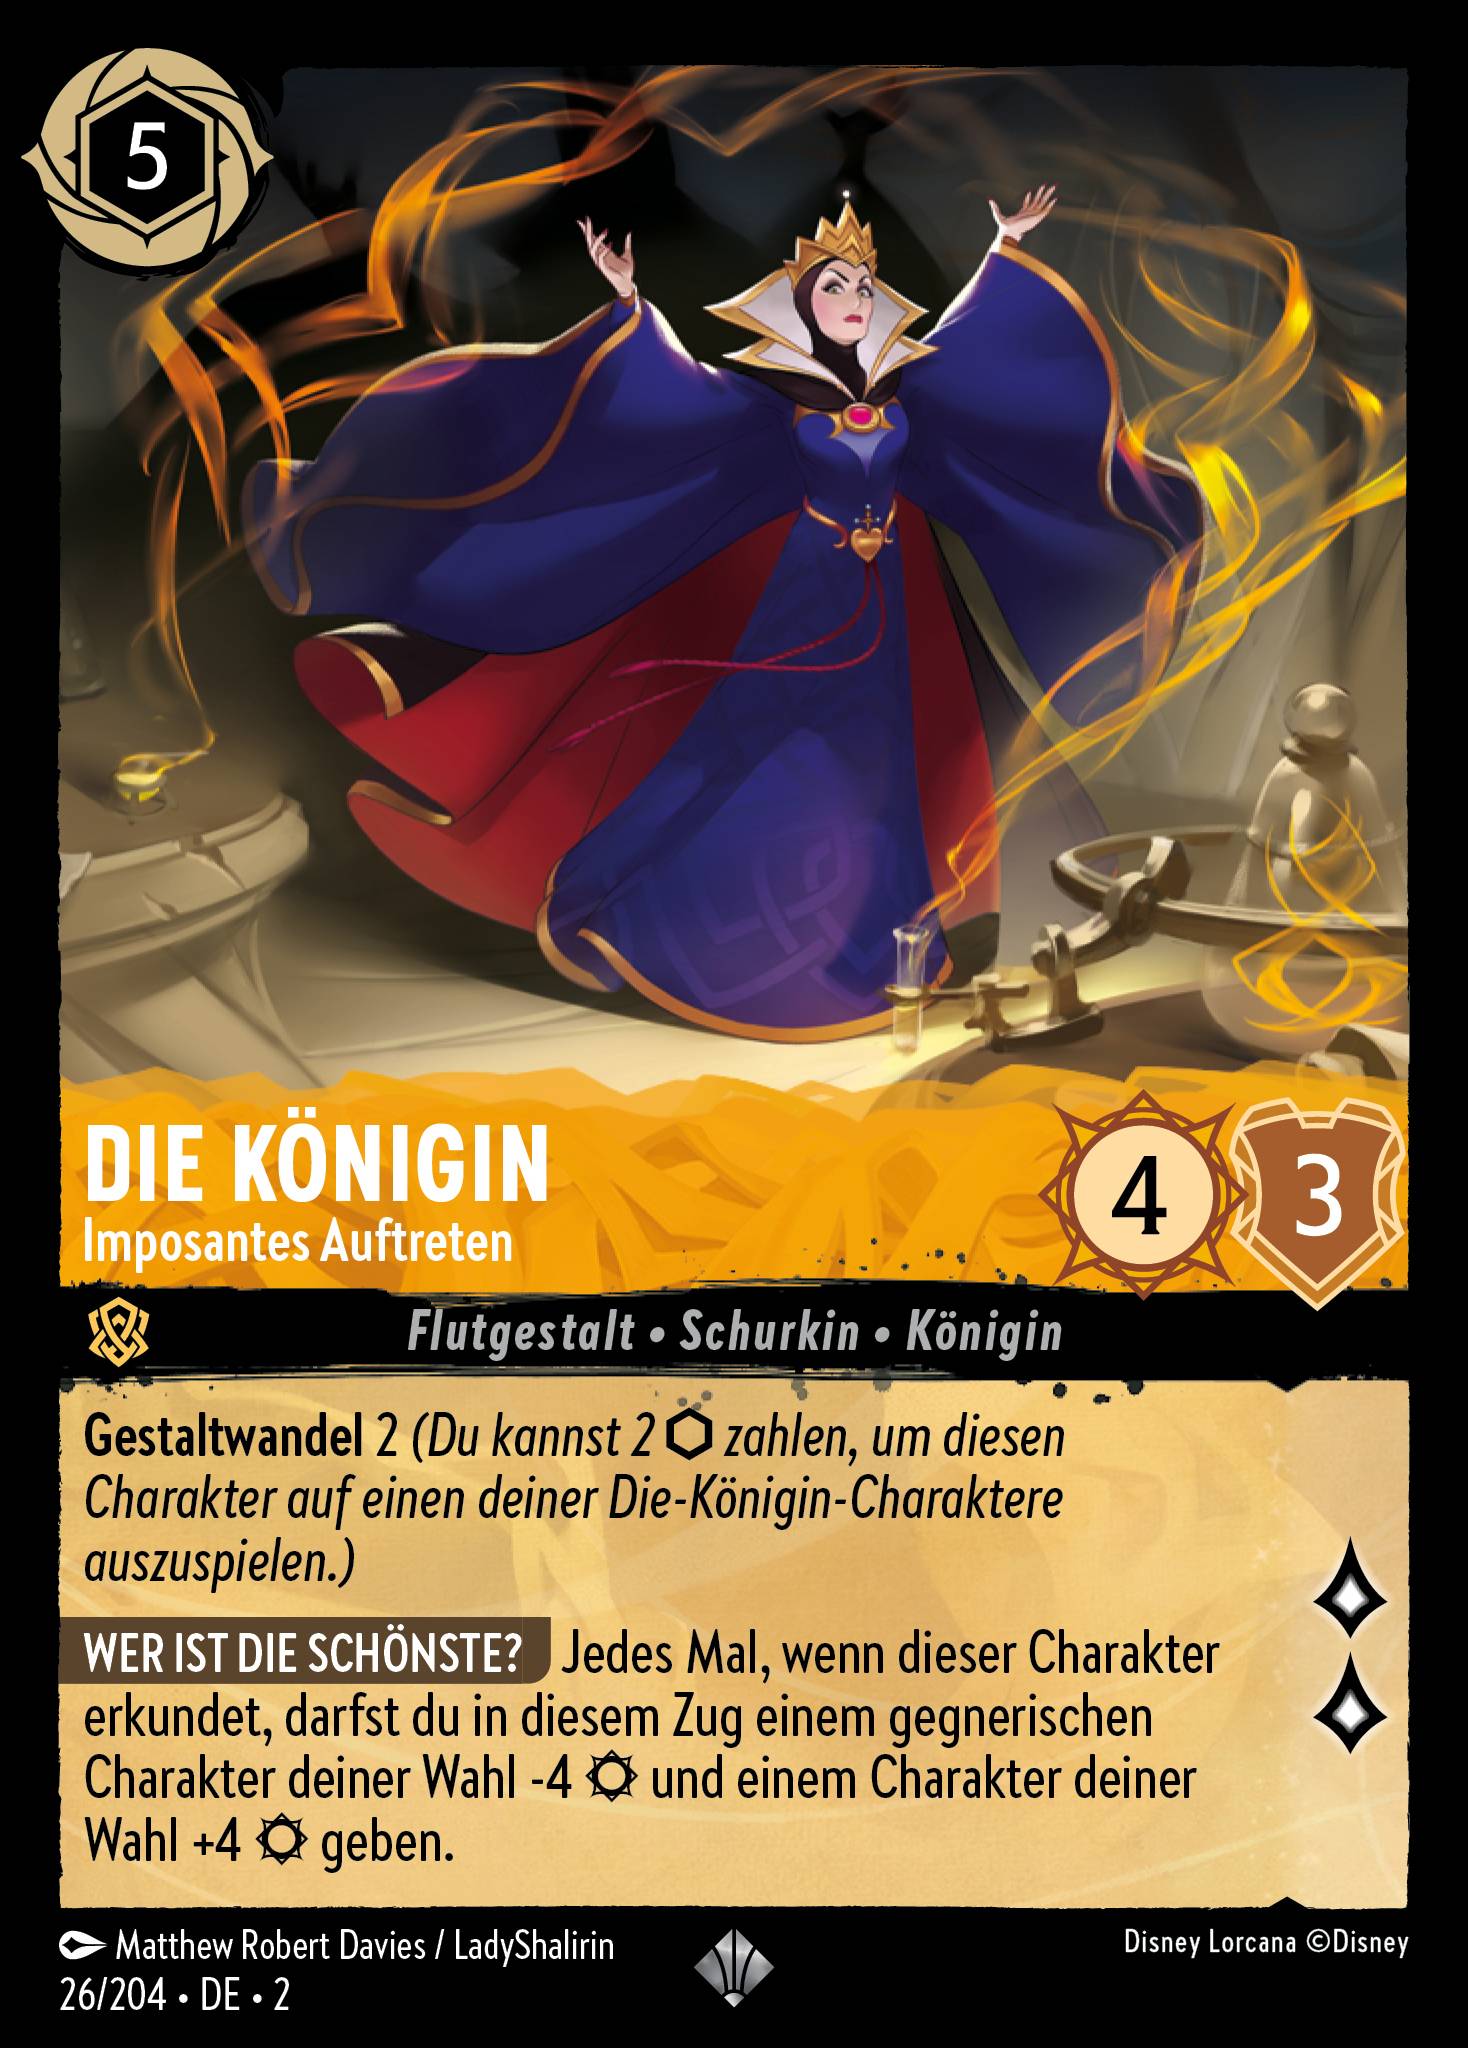 5
DIE KÖNIGIN
Imposantes Auftreten
4
3
Flutgestalt • Schurkin • Königin
Gestaltwandel 2 (Du kannst 2 ⬡ zahlen, um diesen
Charakter auf einen deiner Die-Königin-Charaktere
auszuspielen.)
WER IST DIE SCHÖNSTE? Jedes Mal, wenn dieser Charakter
erkundet, darfst du in diesem Zug einem gegnerischen
Charakter deiner Wahl -4 ¤ und einem Charakter deiner
Wahl +4 ¤ geben.
Matthew Robert Davies / LadyShalirin
Disney Lorcana ©Disney
26/204 • DE • 2